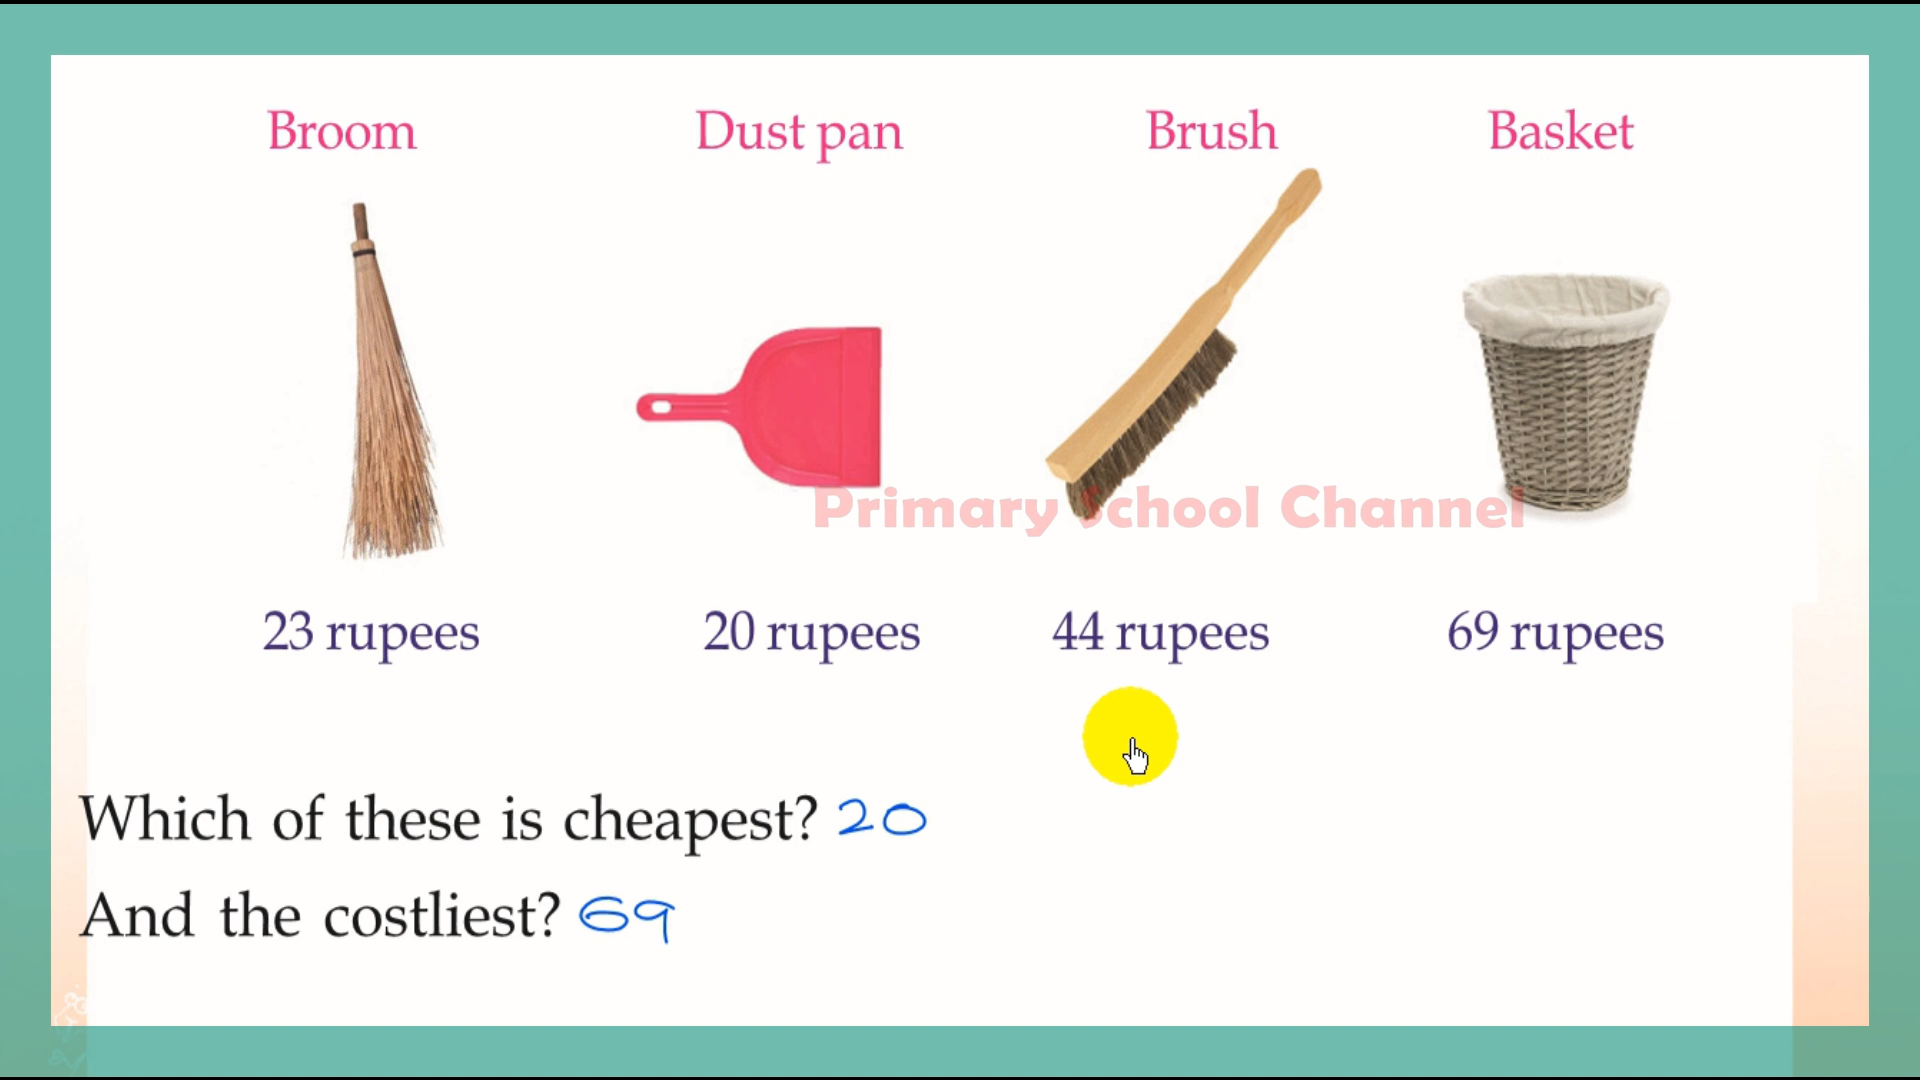 Broom Dust pan Brush Basket
Primary School Channel
23 rupees 20 rupees 44 rupees 69 rupees
Which of these is cheapest? 20
And the costliest? 69